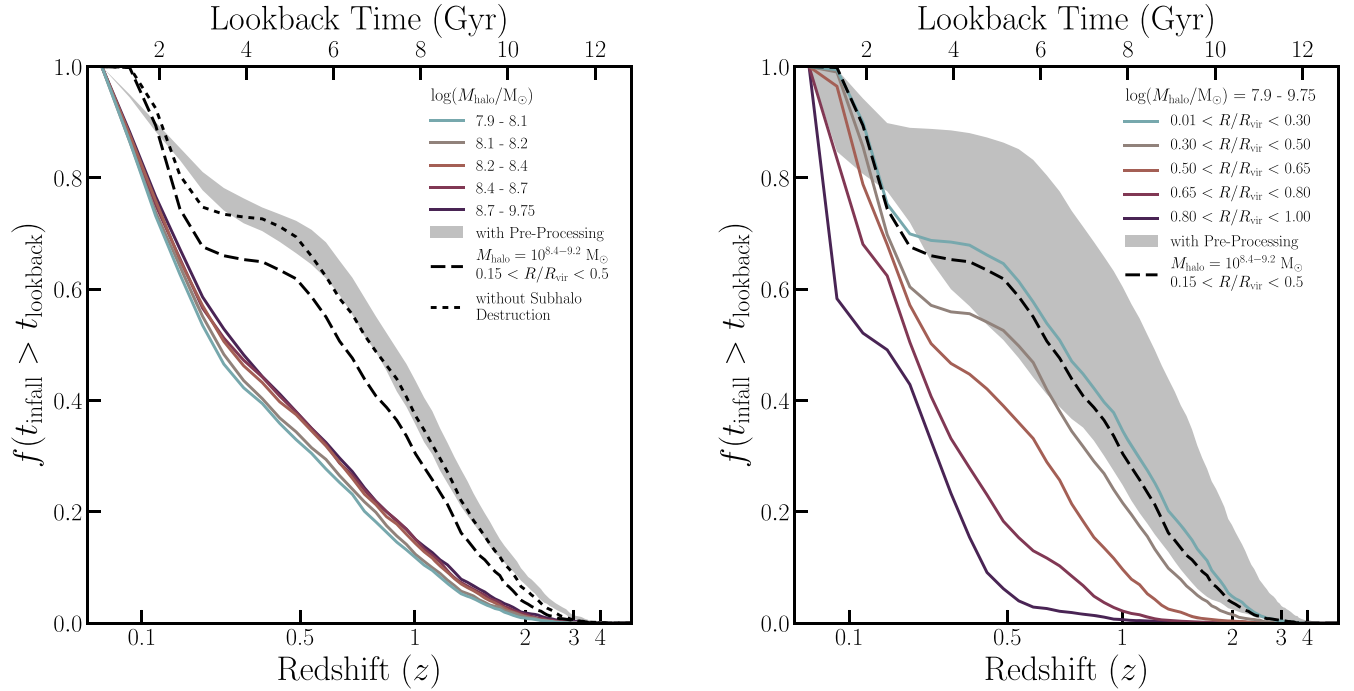 Lookback Time (Gyr)
2 4 6 8 10 12
1.0
0.8
0.6
0.4
0.2
0.0
f(t_infall > t_lookback)
log(M_halo/M_⊙)
7.9 - 8.1
8.1 - 8.2
8.2 - 8.4
8.4 - 8.7
8.7 - 9.75
with Pre-Processing
M_halo = 10^{8.4−9.2} M_⊙
0.15 < R/R_vir < 0.5
without Subhalo
Destruction
0.1 0.5 1 2 3 4
Redshift (z)
Lookback Time (Gyr)
2 4 6 8 10 12
1.0
0.8
0.6
0.4
0.2
0.0
f(t_infall > t_lookback)
log(M_halo/M_⊙) = 7.9 - 9.75
0.01 < R/R_vir < 0.30
0.30 < R/R_vir < 0.50
0.50 < R/R_vir < 0.65
0.65 < R/R_vir < 0.80
0.80 < R/R_vir < 1.00
with Pre-Processing
M_halo = 10^{8.4−9.2} M_⊙
0.15 < R/R_vir < 0.5
0.1 0.5 1 2 3 4
Redshift (z)